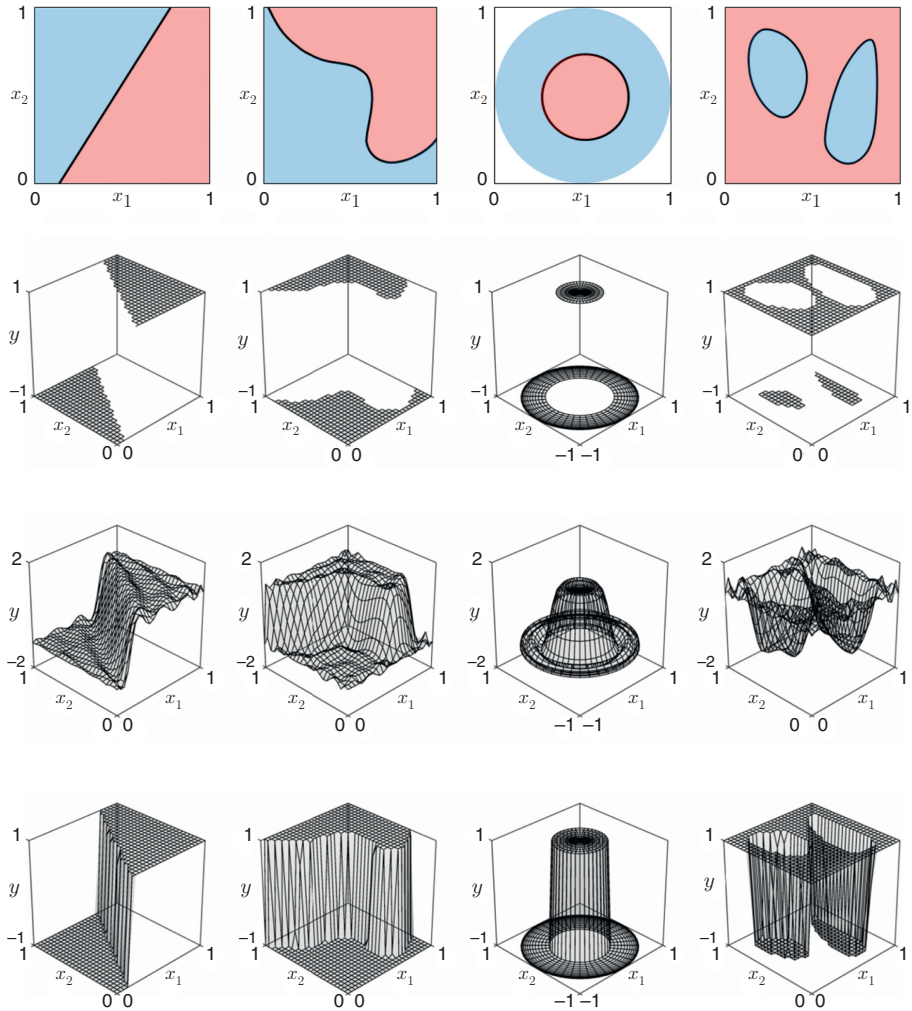 1 1 1 1
x₂ x₂ x₂ x₂
0 0 0 0
0 x₁ 1 0 x₁ 1 0 x₁ 1 0 x₁ 1
1 1 1 1
y y y y
−1 −1 −1 −1
1 1 1 1 1 1 1 1
x₂ x₁ x₂ x₁ x₂ x₁ x₂ x₁
0 0 0 0 −1 −1 0 0
2 2 2 2
y y y y
−2 −2 −2 −2
1 1 1 1 1 1 1 1
x₂ x₁ x₂ x₁ x₂ x₁ x₂ x₁
0 0 0 0 −1 −1 0 0
1 1 1 1
y y y y
−1 −1 −1 −1
1 1 1 1 1 1 1 1
x₂ x₁ x₂ x₁ x₂ x₁ x₂ x₁
0 0 0 0 −1 −1 0 0